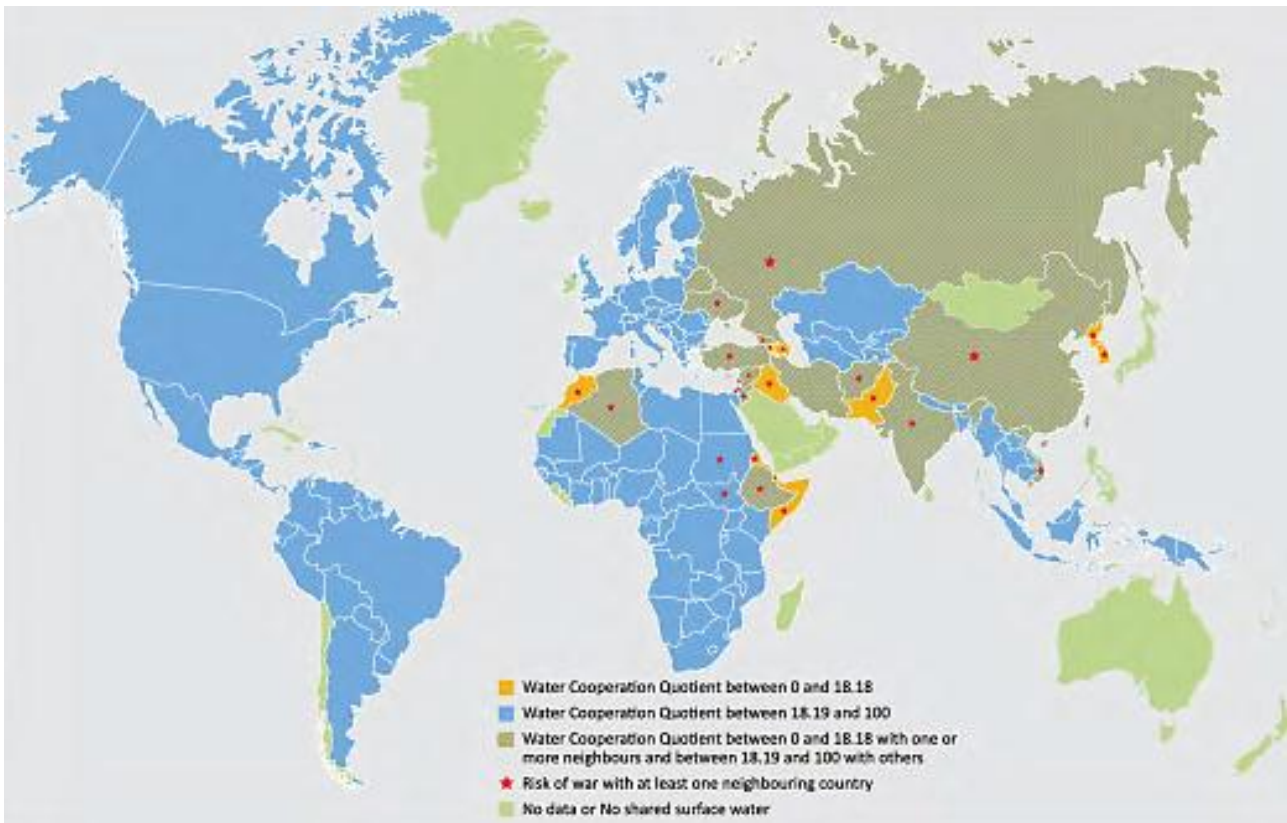 Water Cooperation Quotient between 0 and 18.18
Water Cooperation Quotient between 18.19 and 100
Water Cooperation Quotient between 0 and 18.18 with one or
more neighbours and between 18.19 and 100 with others
Risk of war with at least one neighbouring country
No data or No shared surface water